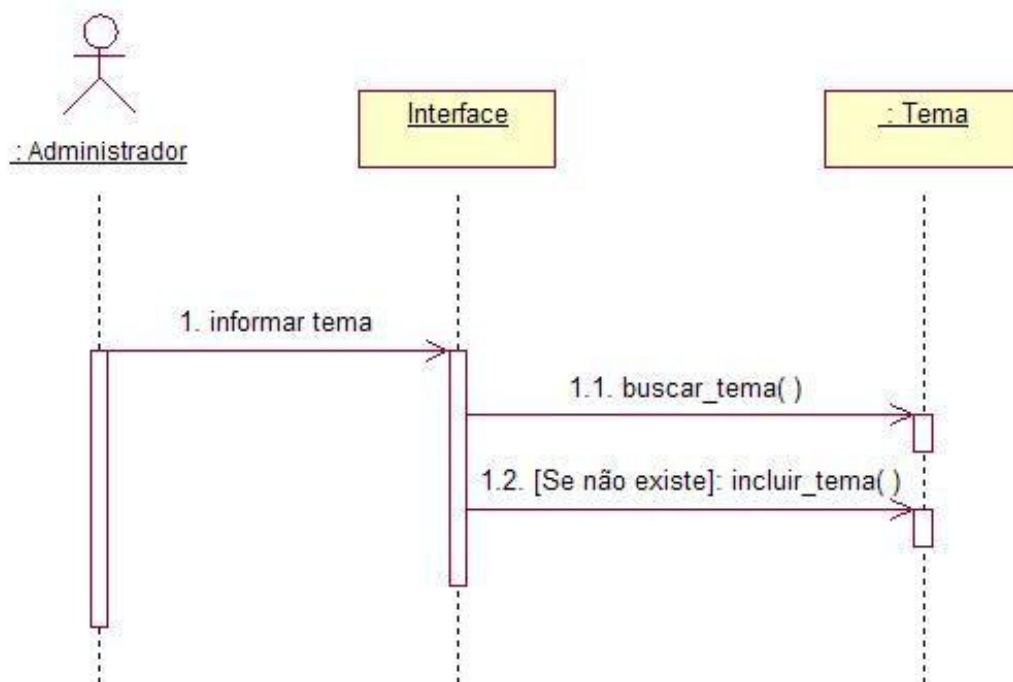 : Administrador
Interface
: Tema
1. informar tema
1.1. buscar_tema( )
1.2. [Se não existe]: incluir_tema( )